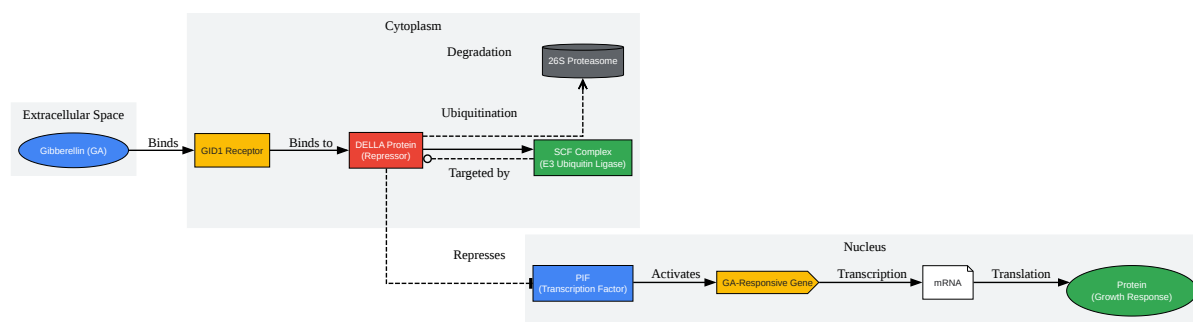 Cytoplasm
Degradation
26S Proteasome
Extracellular Space
Ubiquitination
Gibberellin (GA)
Binds
GID1 Receptor
Binds to
DELLA Protein
(Repressor)
SCF Complex
(E3 Ubiquitin Ligase)
Targeted by
Nucleus
Represses
PIF
(Transcription Factor)
Activates
GA-Responsive Gene
Transcription
mRNA
Translation
Protein
(Growth Response)